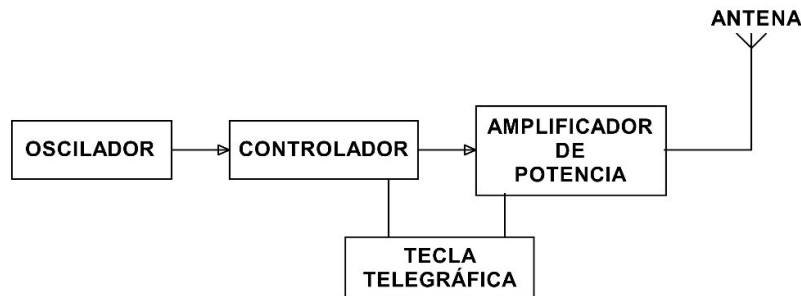 ANTENA
OSCILADOR
CONTROLADOR
AMPLIFICADOR
DE
POTENCIA
TECLA
TELEGRÁFICA